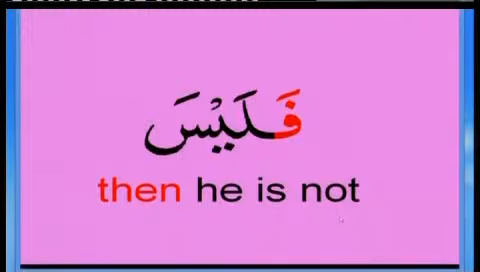 فَلَيْسَ
then he is not